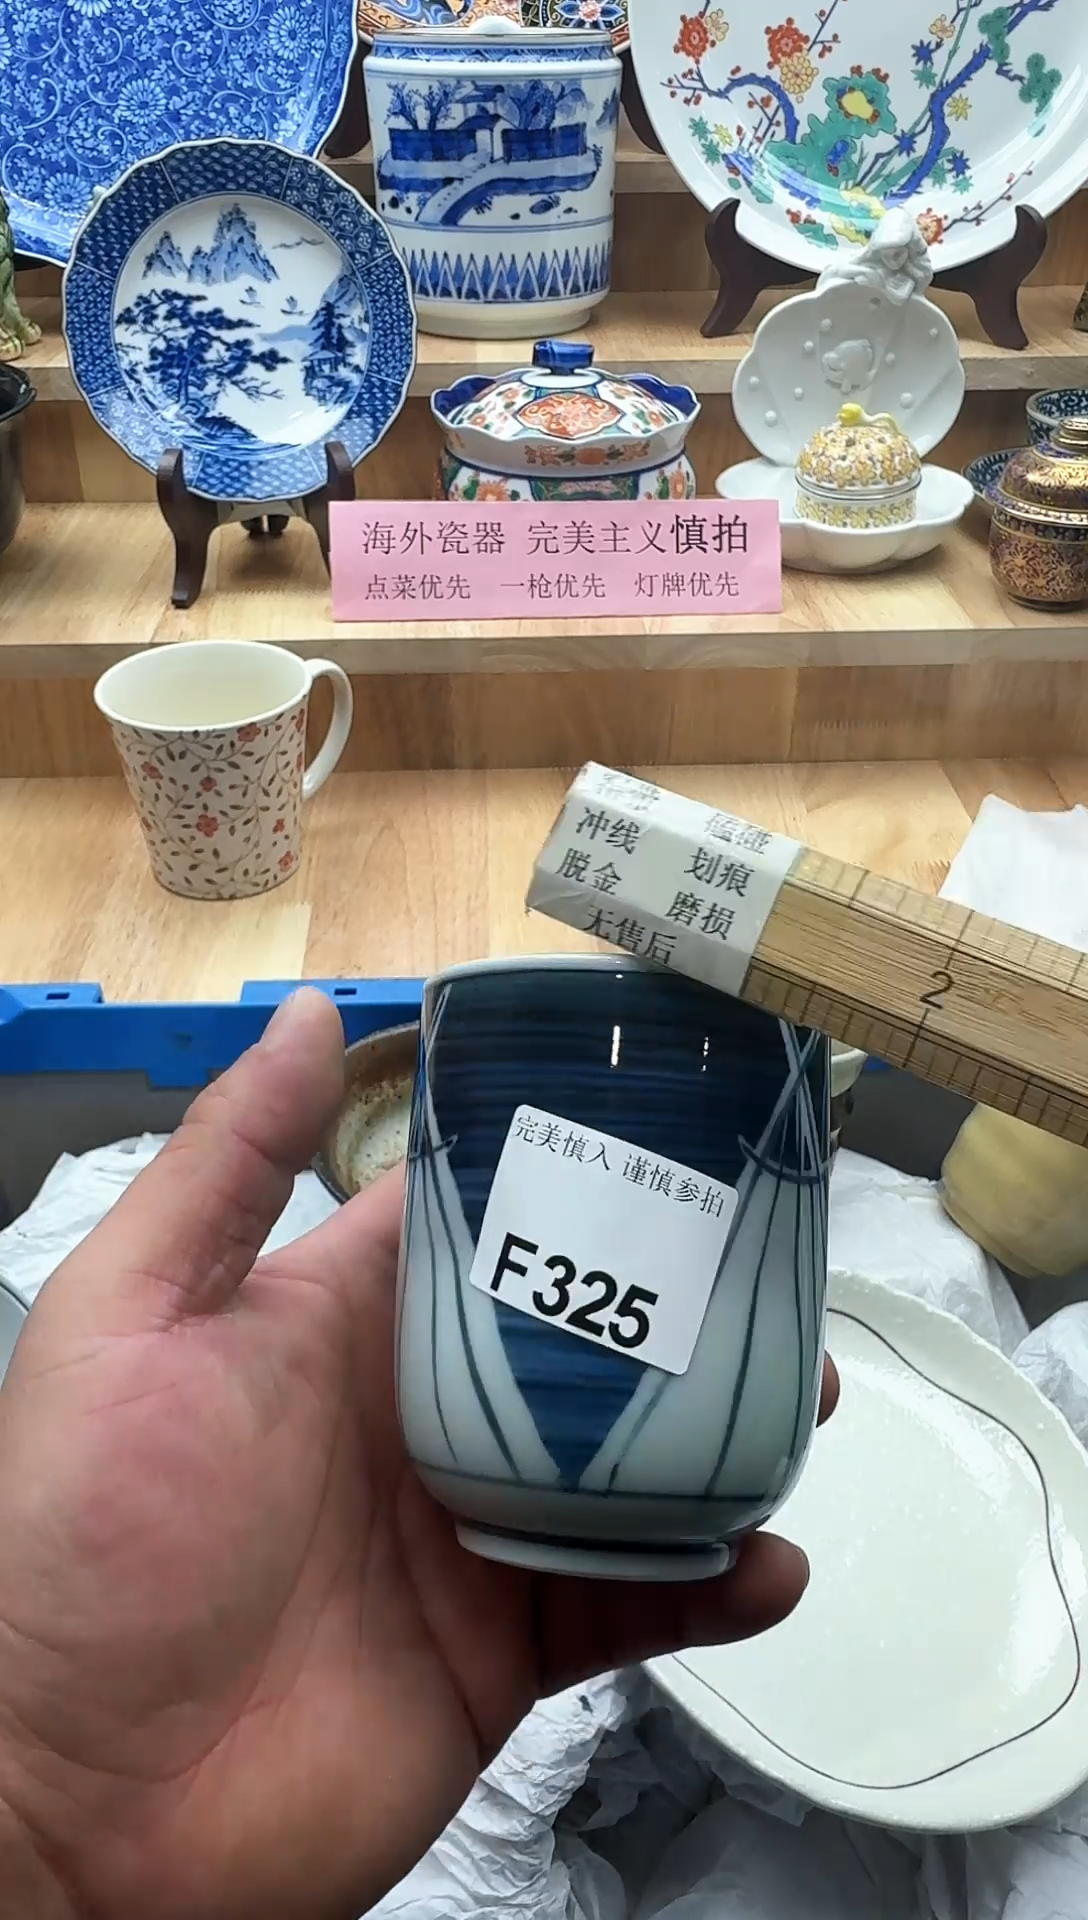 海外瓷器 完美主义慎拍
点菜优先 一枪优先 灯牌优先
磕碰
冲线 划痕
脱金 磨损
无售后
2
完美慎入 谨慎参拍
F325